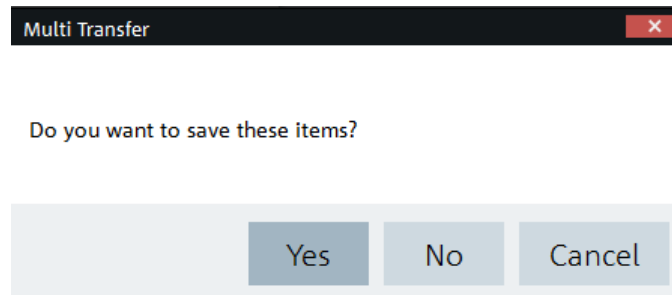 Multi Transfer
Do you want to save these items?
Yes No Cancel